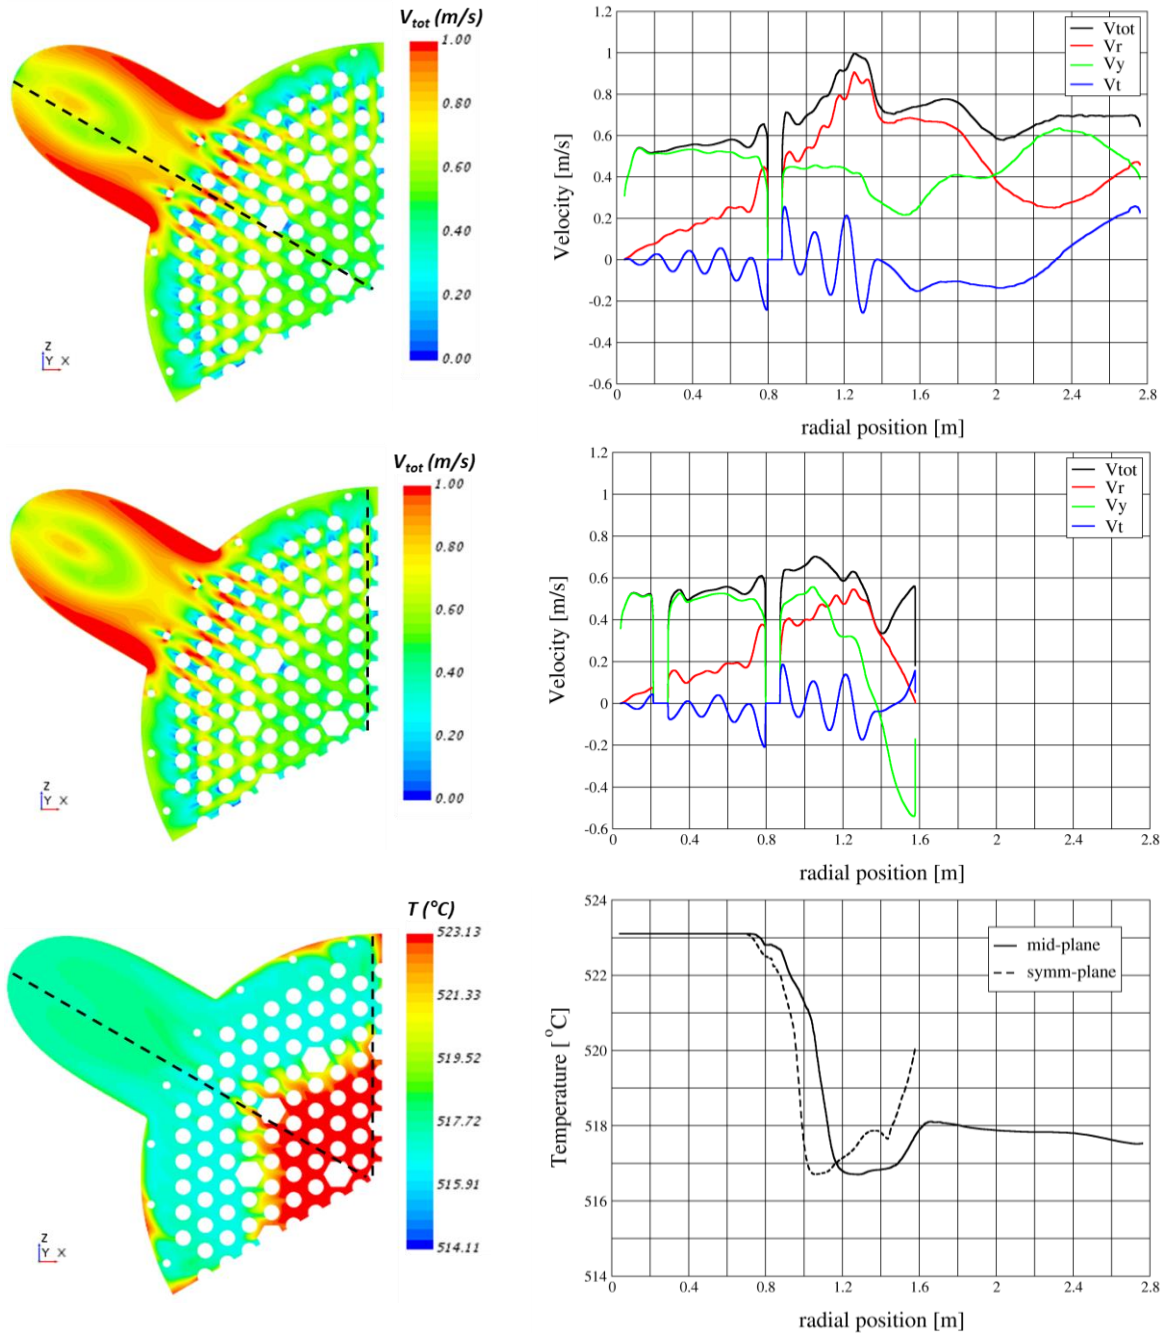 V_tot (m/s)
1.00
0.80
0.60
0.40
0.20
0.00
Z
Y X
1.2
1
0.8
0.6
0.4
0.2
0
-0.2
-0.4
-0.6
Velocity [m/s]
Vtot
Vr
Vy
Vt
0 0.4 0.8 1.2 1.6 2 2.4 2.8
radial position [m]
V_tot (m/s)
1.00
0.80
0.60
0.40
0.20
0.00
Z
Y X
1.2
1
0.8
0.6
0.4
0.2
0
-0.2
-0.4
-0.6
Velocity [m/s]
Vtot
Vr
Vy
Vt
0 0.4 0.8 1.2 1.6 2 2.4 2.8
radial position [m]
T (°C)
523.13
521.33
519.52
517.72
515.91
514.11
Z
Y X
524
522
520
518
516
514
Temperature [ °C]
mid-plane
symm-plane
0 0.4 0.8 1.2 1.6 2 2.4 2.8
radial position [m]